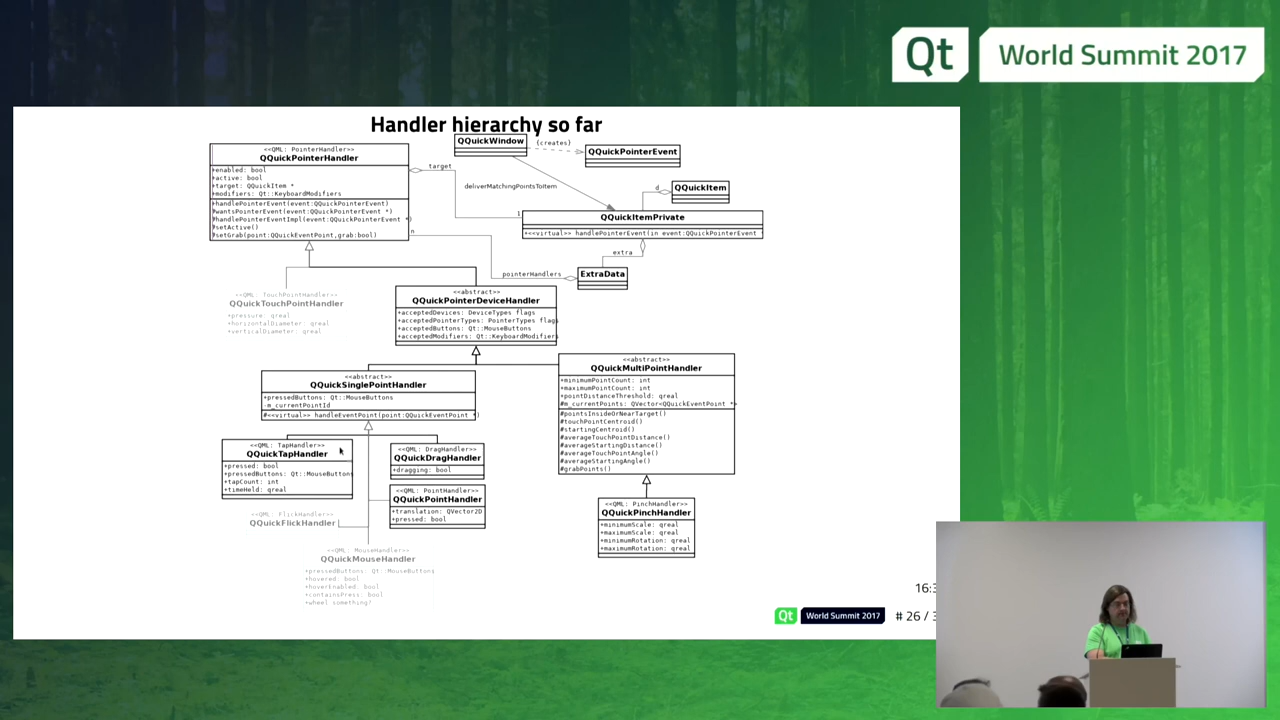 Qt World Summit 2017
Handler hierarchy so far
<<QML: PointerHandler>>
QQuickPointerHandler
+enabled: bool
+active: bool
+target: QQuickItem *
+modifiers: Qt::KeyboardModifiers
+handlePointerEvent(event:QQuickPointerEvent)
#wantsPointerEvent(event:QQuickPointerEvent *)
#handlePointerEventImpl(event:QQuickPointerEvent *)
#setActive()
#setGrab(point:QQuickEventPoint,grab:bool)
QQuickWindow
{creates}
QQuickPointerEvent
target
deliverMatchingPointsToItem
d
QQuickItem
1
QQuickItemPrivate
+<<virtual>> handlePointerEvent(in event:QQuickPointerEvent
n
extra
pointerHandlers
ExtraData
<<QML: TouchPointHandler>>
QQuickTouchPointHandler
+pressure: qreal
+horizontalDiameter: qreal
+verticalDiameter: qreal
<<abstract>>
QQuickPointerDeviceHandler
+acceptedDevices: DeviceTypes flags
+acceptedPointerTypes: PointerTypes flags
+acceptedButtons: Qt::MouseButtons
+acceptedModifiers: Qt::KeyboardModifiers
<<abstract>>
QQuickSinglePointHandler
+pressedButtons: Qt::MouseButtons
-m_currentPointId
#<<virtual>> handleEventPoint(point:QQuickEventPoint *)
<<abstract>>
QQuickMultiPointHandler
+minimumPointCount: int
+maximumPointCount: int
+pointDistanceThreshold: qreal
#m_currentPoints: QVector<QQuickEventPoint *>
#pointsInsideOrNearTarget()
#touchPointCentroid()
#startingCentroid()
#averageTouchPointDistance()
#averageStartingDistance()
#averageTouchPointAngle()
#averageStartingAngle()
#grabPoints()
<<QML: TapHandler>>
QQuickTapHandler
+pressed: bool
+pressedButtons: Qt::MouseButtons
+tapCount: int
+timeHeld: qreal
<<QML: DragHandler>>
QQuickDragHandler
+dragging: bool
<<QML: PointHandler>>
QQuickPointHandler
+translation: QVector2D
+pressed: bool
<<QML: FlickHandler>>
QQuickFlickHandler
<<QML: MouseHandler>>
QQuickMouseHandler
+pressedButtons: Qt::MouseButtons
+hovered: bool
+hoverEnabled: bool
+containsPress: bool
+wheel something?
<<QML: PinchHandler>>
QQuickPinchHandler
+minimumScale: qreal
+maximumScale: qreal
+minimumRotation: qreal
+maximumRotation: qreal
16:3
Qt World Summit 2017 # 26 / 3